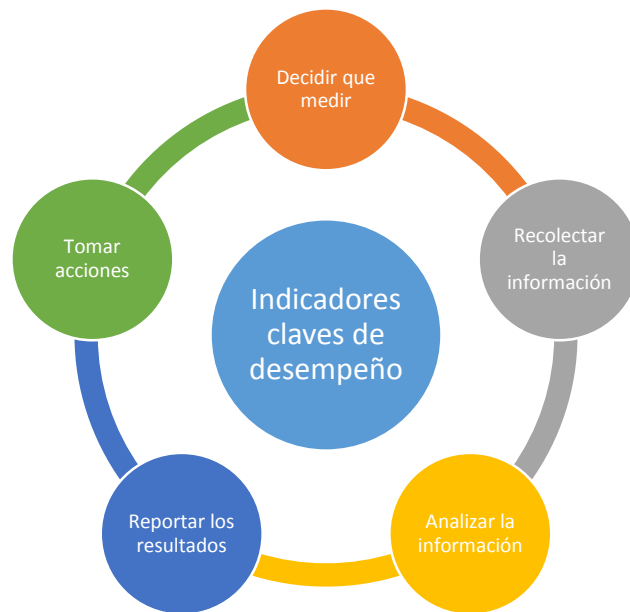 Decidir que
medir
Recolectar
la
información
Analizar la
información
Reportar los
resultados
Tomar
acciones
Indicadores
claves de
desempeño